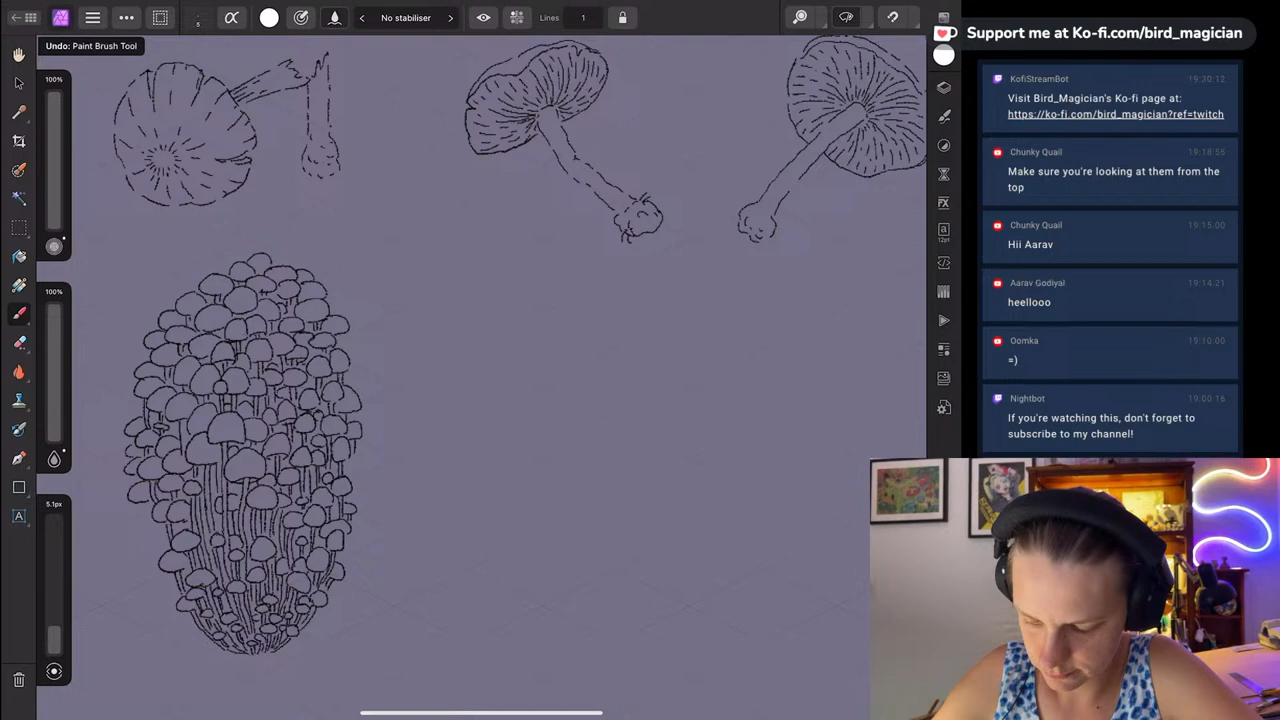 5
No stabiliser
Lines
1
Undo: Paint Brush Tool
100%
100%
5.1px
A
FX
a
12pt
Support me at Ko-fi.com/bird_magician
KofiStreamBot
19:30:12
Visit Bird_Magician's Ko-fi page at:
https://ko-fi.com/bird_magician?ref=twitch
Chunky Quail
19:18:56
Make sure you're looking at them from the
top
Chunky Quail
19:15:00
Hii Aarav
Aarav Godiyal
19:14:21
heellooo
Oomka
19:10:00
=)
Nightbot
19:00:16
If you're watching this, don't forget to
subscribe to my channel!